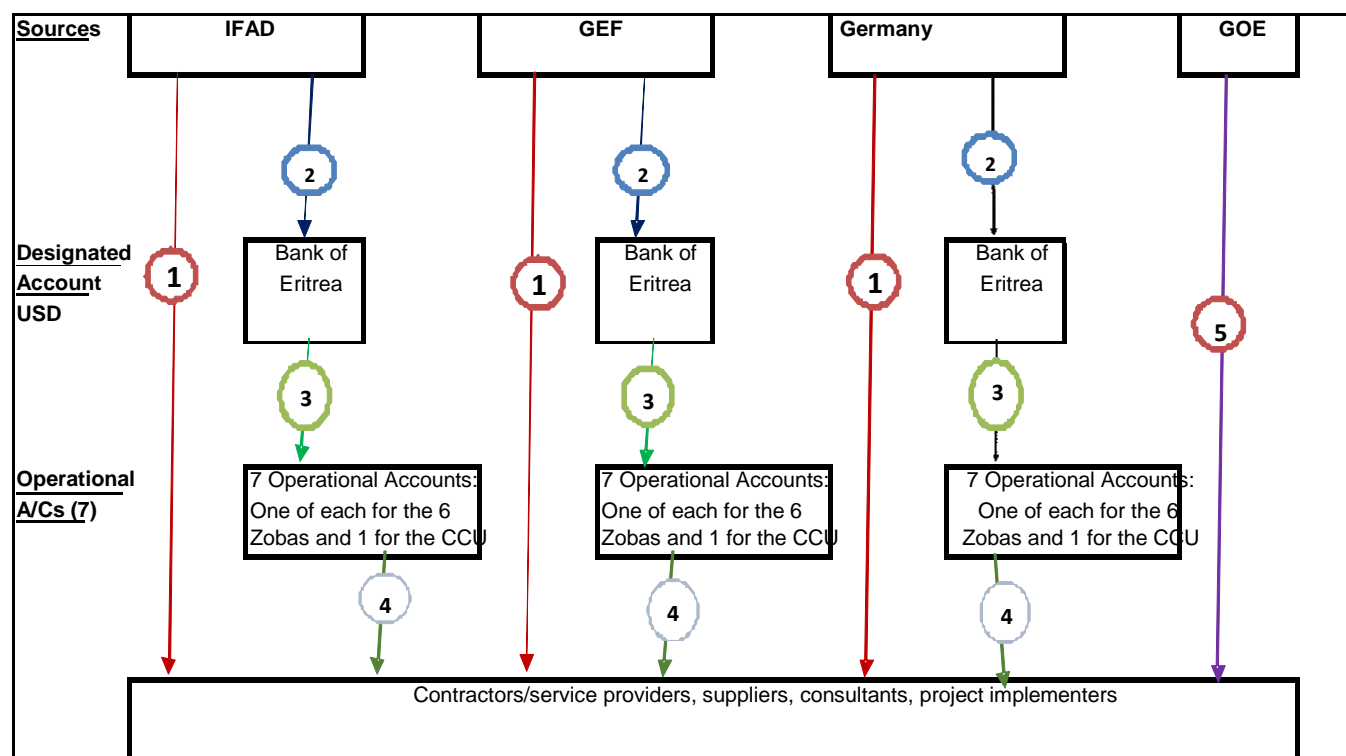 Sources IFAD GEF Germany GOE
2 2 2
Designated
Account
USD
Bank of
Eritrea
Bank of
Eritrea
Bank of
Eritrea
1 1 1
5
3 3 3
Operational
A/Cs (7)
7 Operational Accounts:
One of each for the 6
Zobas and 1 for the CCU
7 Operational Accounts:
One of each for the 6
Zobas and 1 for the CCU
7 Operational Accounts:
One of each for the 6
Zobas and 1 for the CCU
4 4 4
Contractors/service providers, suppliers, consultants, project implementers